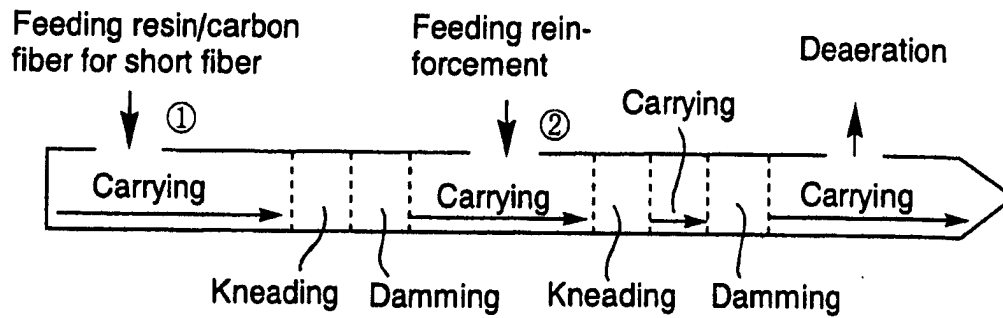 Feeding resin/carbon
fiber for short fiber
Feeding rein-
forcement
Deaeration
① ②
Carrying
Carrying Carrying Carrying
Kneading Damming Kneading Damming